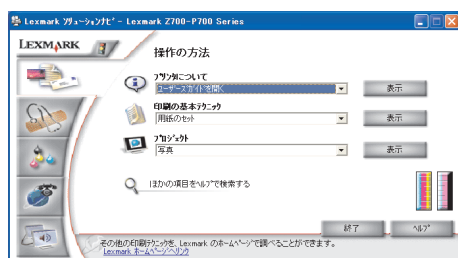 Lexmark ｿﾘｭｰｼｮﾝﾅﾋﾞ - Lexmark Z700-P700 Series
LEXMARK
操作の方法
ﾌﾟﾘﾝﾀについて
ﾕｰｻﾞｰｽﾞｶﾞｲﾄﾞを開く
表示
印刷の基本ﾃｸﾆｯｸ
用紙のｾｯﾄ
表示
ﾌﾟﾛｼﾞｪｸﾄ
写真
表示
ほかの項目をﾍﾙﾌﾟで検索する
終了
ﾍﾙﾌﾟ
その他の印刷ﾃｸﾆｯｸを、Lexmark のﾎｰﾑﾍﾟｰｼﾞで調べることができます。
Lexmark ﾎｰﾑﾍﾟｰｼﾞへﾘﾝｸ